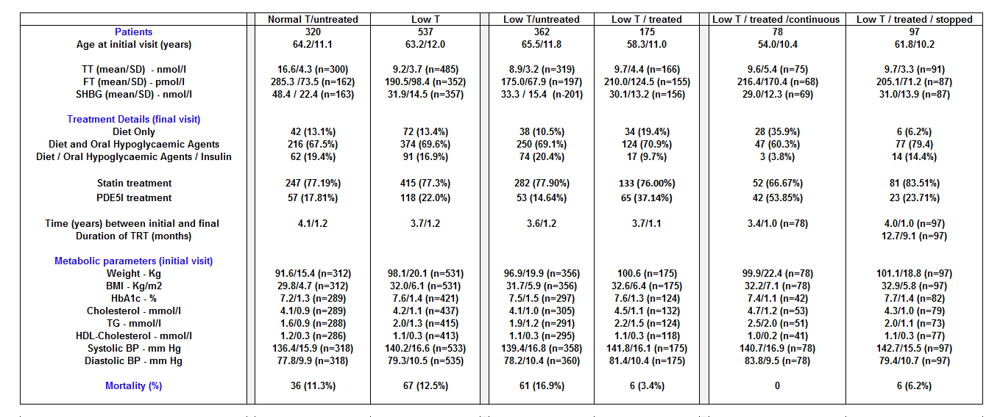 Normal T/untreated Low T Low T/untreated Low T / treated Low T / treated /continuous Low T / treated / stopped
Patients 320 537 362 175 78 97
Age at initial visit (years) 64.2/11.1 63.2/12.0 65.5/11.8 58.3/11.0 54.0/10.4 61.8/10.2
TT (mean/SD) - nmol/l 16.6/4.3 (n=300) 9.2/3.7 (n=485) 8.9/3.2 (n=319) 9.7/4.4 (n=166) 9.6/5.4 (n=75) 9.7/3.3 (n=91)
FT (mean/SD) - pmol/l 285.3 /73.5 (n=162) 190.5/98.4 (n=352) 175.0/67.9 (n=197) 210.0/124.5 (n=155) 216.4/170.4 (n=68) 205.1/71.2 (n=87)
SHBG (mean/SD) - nmol/l 48.4 / 22.4 (n=163) 31.9/14.5 (n=357) 33.3 / 15.4 (n-201) 30.1/13.2 (n=156) 29.0/12.3 (n=69) 31.0/13.9 (n=87)
Treatment Details (final visit)
Diet Only 42 (13.1%) 72 (13.4%) 38 (10.5%) 34 (19.4%) 28 (35.9%) 6 (6.2%)
Diet and Oral Hypoglycaemic Agents 216 (67.5%) 374 (69.6%) 250 (69.1%) 124 (70.9%) 47 (60.3%) 77 (79.4)
Diet / Oral Hypoglycaemic Agents / Insulin 62 (19.4%) 91 (16.9%) 74 (20.4%) 17 (9.7%) 3 (3.8%) 14 (14.4%)
Statin treatment 247 (77.19%) 415 (77.3%) 282 (77.90%) 133 (76.00%) 52 (66.67%) 81 (83.51%)
PDE5I treatment 57 (17.81%) 118 (22.0%) 53 (14.64%) 65 (37.14%) 42 (53.85%) 23 (23.71%)
Time (years) between initial and final 4.1/1.2 3.7/1.2 3.6/1.2 3.7/1.1 3.4/1.0 (n=78) 4.0/1.0 (n=97)
Duration of TRT (months) 12.7/9.1 (n=97)
Metabolic parameters (initial visit)
Weight - Kg 91.6/15.4 (n=312) 98.1/20.1 (n=531) 96.9/19.9 (n=356) 100.6 (n=175) 99.9/22.4 (n=78) 101.1/18.8 (n=97)
BMI - Kg/m2 29.8/4.7 (n=312) 32.0/6.1 (n=531) 31.7/5.9 (n=356) 32.6/6.4 (n=175) 32.2/7.1 (n=78) 32.9/5.8 (n=97)
HbA1c - % 7.2/1.3 (n=289) 7.6/1.4 (n=421) 7.5/1.5 (n=297) 7.6/1.3 (n=124) 7.4/1.1 (n=42) 7.7/1.4 (n=82)
Cholesterol - mmol/l 4.1/0.9 (n=289) 4.2/1.1 (n=437) 4.1/1.0 (n=305) 4.5/1.1 (n=132) 4.7/1.2 (n=53) 4.3/1.0 (n=79)
TG - mmol/l 1.6/0.9 (n=288) 2.0/1.3 (n=415) 1.9/1.2 (n=291) 2.2/1.5 (n=124) 2.5/2.0 (n=51) 2.0/1.1 (n=73)
HDL-Cholesterol - mmol/l 1.2/0.3 (n=286) 1.1/0.3 (n=413) 1.1/0.3 (n=295) 1.1/0.3 (n=118) 1.0/0.2 (n=41) 1.1/0.3 (n=77)
Systolic BP - mm Hg 136.4/15.9 (n=318) 140.2/16.6 (n=533) 139.4/16.8 (n=358) 141.8/16.1 (n=175) 140.7/16.9 (n=78) 142.7/15.5 (n=97)
Diastolic BP - mm Hg 77.8/9.9 (n=318) 79.3/10.5 (n=535) 78.2/10.4 (n=360) 81.4/10.4 (n=175) 83.8/9.5 (n=78) 79.4/10.7 (n=97)
Mortality (%) 36 (11.3%) 67 (12.5%) 61 (16.9%) 6 (3.4%) 0 6 (6.2%)